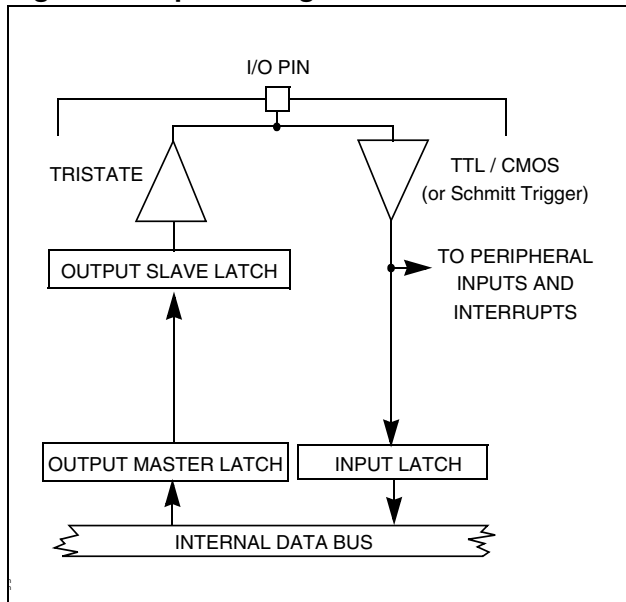 I/O PIN
TRISTATE
TTL / CMOS
(or Schmitt Trigger)
TO PERIPHERAL
INPUTS AND
INTERRUPTS
OUTPUT SLAVE LATCH
OUTPUT MASTER LATCH
INPUT LATCH
INTERNAL DATA BUS